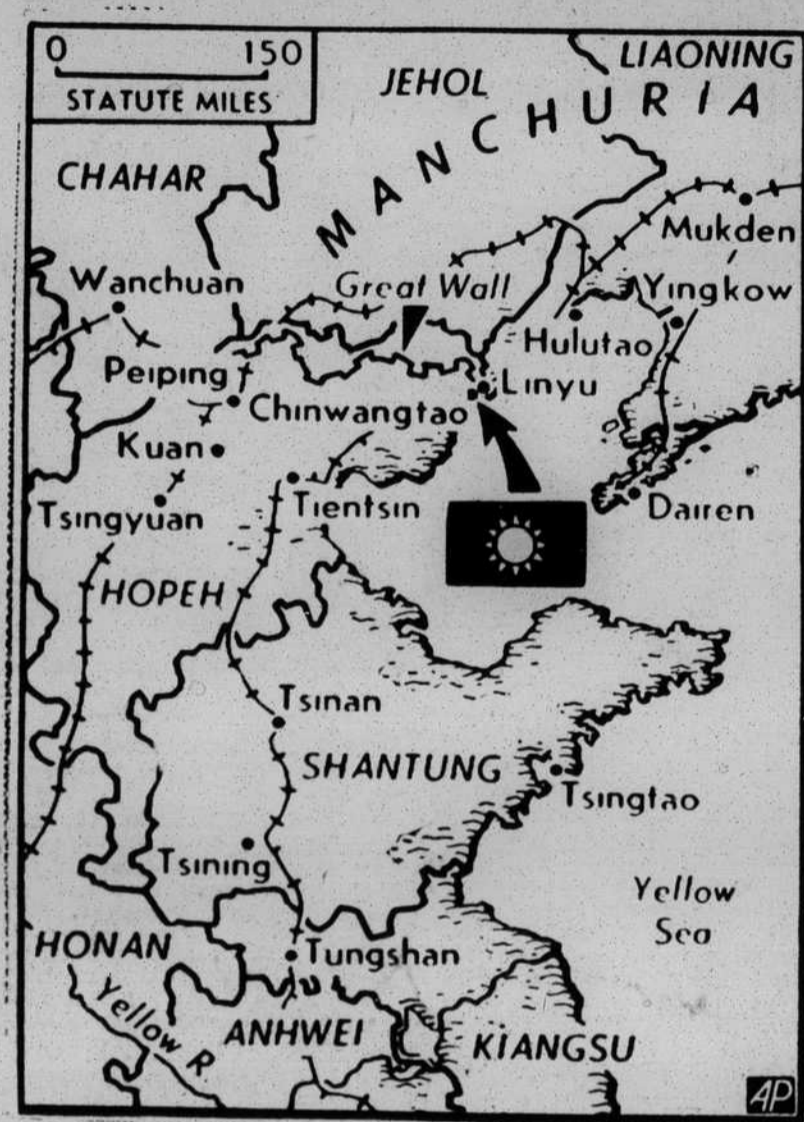 0 150
STATUTE MILES
LIAONING
JEHOL
MANCHURIA
CHAHAR
Mukden
Wanchuan
Great Wall
Yingkow
Hulutao
Peiping
Linyu
Chinwangtao
Kuan
Tientsin
Dairen
Tsingyuan
HOPEH
Tsinan
SHANTUNG
Tsingtao
Tsining
Yellow
Sea
HONAN
Tungshan
Yellow R.
ANHWEI
KIANGSU
AP